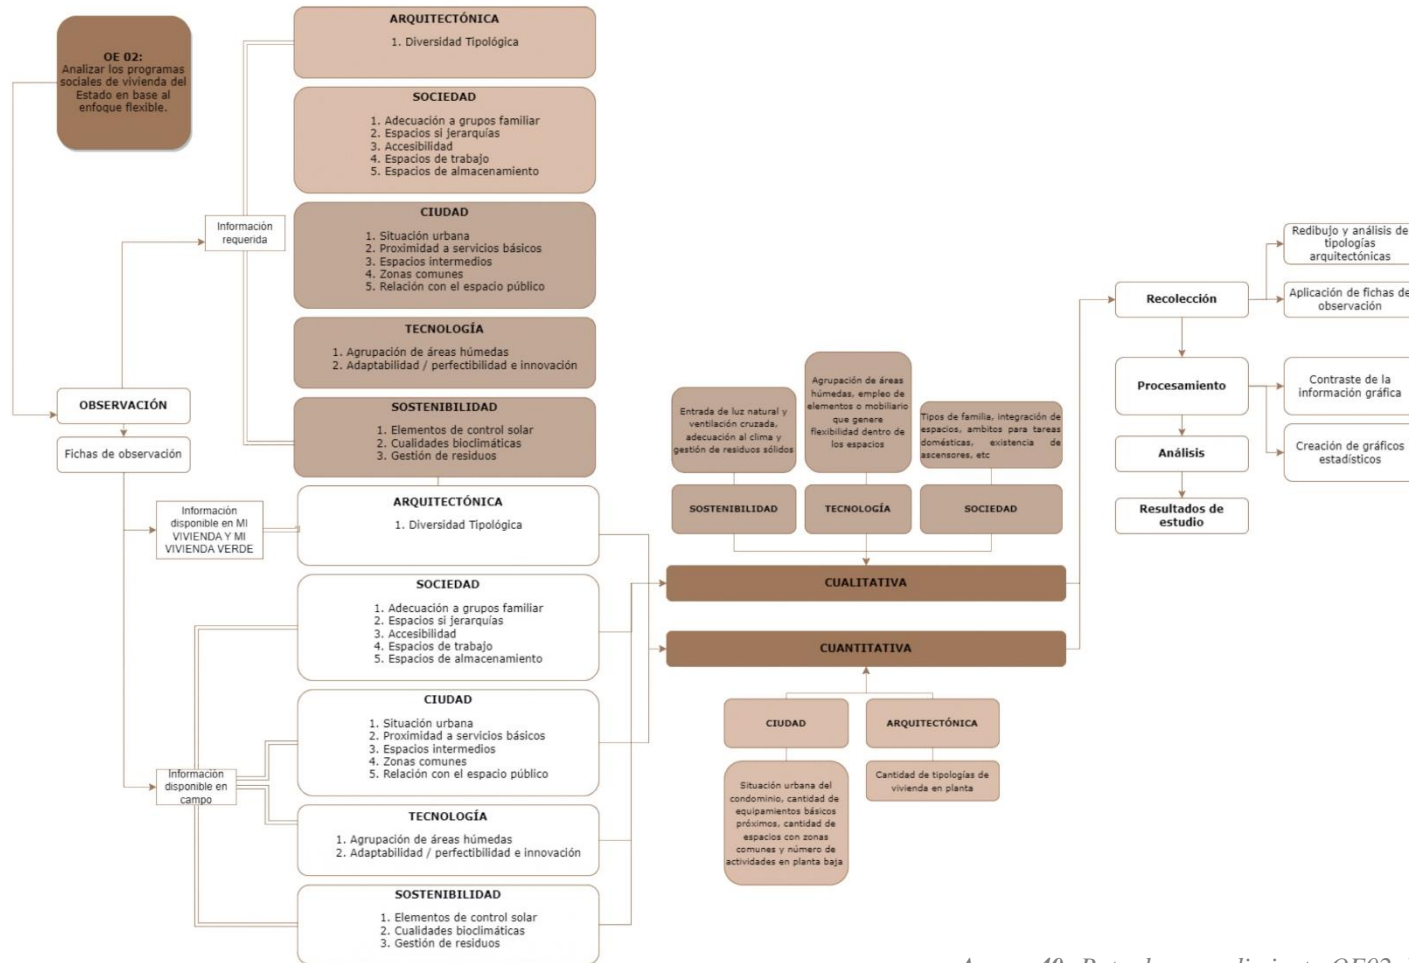 OE 02:
Analizar los programas
sociales de vivienda del
Estado en base al
enfoque flexible.
OBSERVACIÓN
Fichas de observación
Información
requerida
ARQUITECTÓNICA
1. Diversidad Tipológica
SOCIEDAD
1. Adecuación a grupos familiar
2. Espacios si jerarquías
3. Accesibilidad
4. Espacios de trabajo
5. Espacios de almacenamiento
CIUDAD
1. Situación urbana
2. Proximidad a servicios básicos
3. Espacios intermedios
4. Zonas comunes
5. Relación con el espacio público
TECNOLOGÍA
1. Agrupación de áreas húmedas
2. Adaptabilidad / perfectibilidad e innovación
SOSTENIBILIDAD
1. Elementos de control solar
2. Cualidades bioclimáticas
3. Gestión de residuos
Información
disponible en MI
VIVIENDA Y MI
VIVIENDA VERDE
ARQUITECTÓNICA
1. Diversidad Tipológica
Información
disponible en
campo
SOCIEDAD
1. Adecuación a grupos familiar
2. Espacios si jerarquías
3. Accesibilidad
4. Espacios de trabajo
5. Espacios de almacenamiento
CIUDAD
1. Situación urbana
2. Proximidad a servicios básicos
3. Espacios intermedios
4. Zonas comunes
5. Relación con el espacio público
TECNOLOGÍA
1. Agrupación de áreas húmedas
2. Adaptabilidad / perfectibilidad e innovación
SOSTENIBILIDAD
1. Elementos de control solar
2. Cualidades bioclimáticas
3. Gestión de residuos
Entrada de luz natural y
ventilación cruzada,
adecuación al clima y
gestión de residuos sólidos
Agrupación de áreas
húmedas, empleo de
elementos o mobiliario
que genere
flexibilidad dentro de
los espacios
Tipos de familia, integración de
espacios, ambitos para tareas
domésticas, existencia de
ascensores, etc
SOSTENIBILIDAD
TECNOLOGÍA
SOCIEDAD
CUALITATIVA
CUANTITATIVA
CIUDAD
ARQUITECTÓNICA
Situación urbana del
condominio, cantidad de
equipamientos básicos
próximos, cantidad de
espacios con zonas
comunes y número de
actividades en planta baja
Cantidad de tipologías de
vivienda en planta
Recolección
Redibujo y análisis de
tipologías
arquitectónicas
Aplicación de fichas de
observación
Procesamiento
Contraste de la
información gráfica
Creación de gráficos
estadísticos
Análisis
Resultados de
estudio